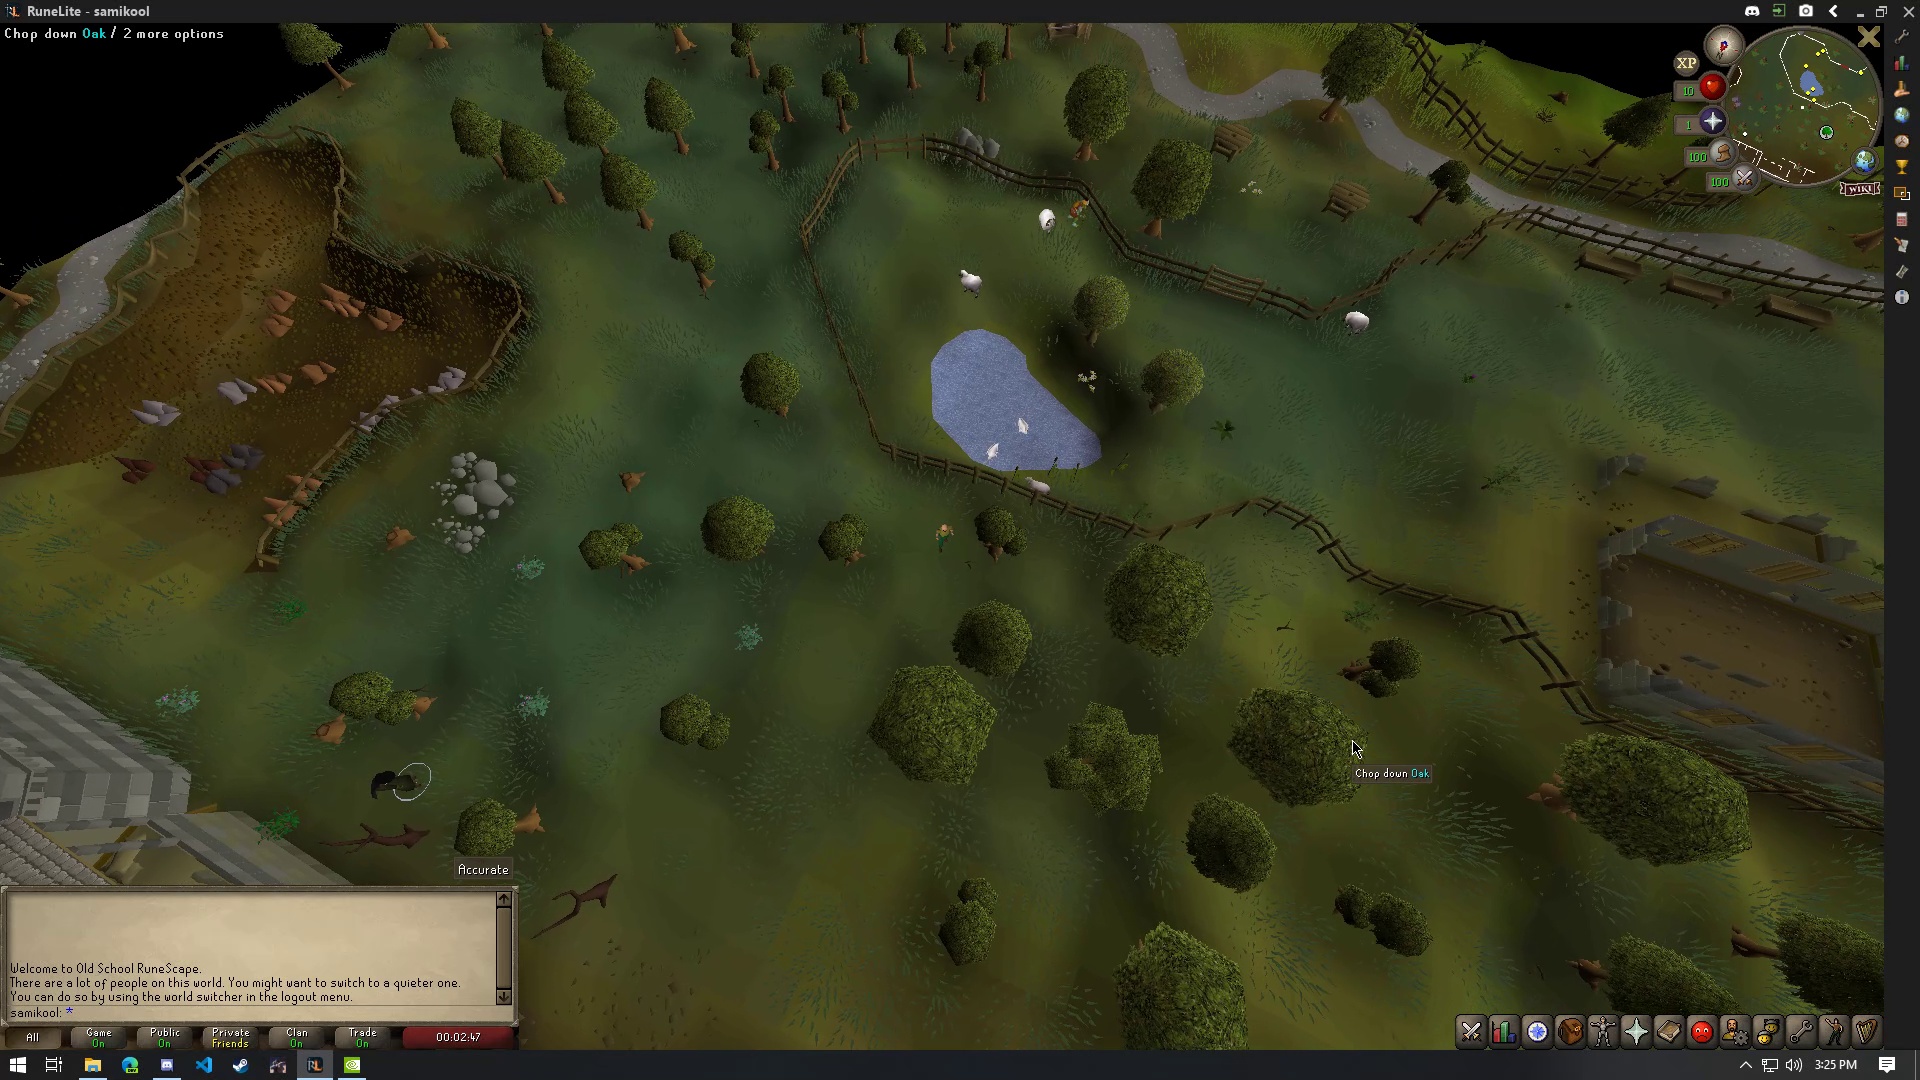 RuneLite - samikool
Chop down Oak / 2 more options
XP
10
1
100
100
WIKI
Chop down Oak
Accurate
Welcome to Old School RuneScape.
There are a lot of people on this world. You might want to switch to a quieter one.
You can do so by using the world switcher in the logout menu.
samikool: *
All
Game
On
Public
On
Private
Friends
Clan
On
Trade
On
00:02:47
3:25 PM